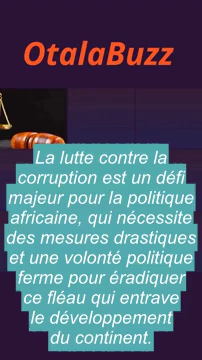 OtalaBuzz
La lutte contre la
corruption est un défi
majeur pour la politique
africaine, qui nécessite
des mesures drastiques
et une volonté politique
ferme pour éradiquer
ce fléau qui entrave
le développement
du continent.